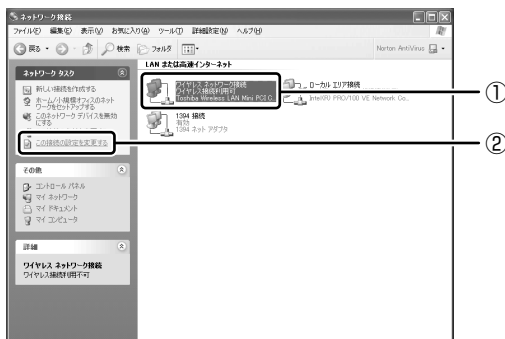 ネットワーク接続
ファイル(F) 編集(E) 表示(V) お気に入り(A) ツール(T) 詳細設定(N) ヘルプ(H)
戻る 検索 フォルダ Norton AntiVirus
ネットワーク タスク
新しい接続を作成する
ホーム/小規模オフィスのネットワークをセットアップする
このネットワーク デバイスを無効にする
この接続の設定を変更する
その他
コントロール パネル
マイ ネットワーク
マイ ドキュメント
マイ コンピュータ
詳細
ワイヤレス ネットワーク接続
ワイヤレス接続利用不可
LAN または高速インターネット
ワイヤレス ネットワーク接続
ワイヤレス接続利用可
Toshiba Wireless LAN Mini PCI C...
ローカル エリア接続
Intel(R) PRO/100 VE Network Co...
1394 接続
有効
1394 ネット アダプタ
①
②